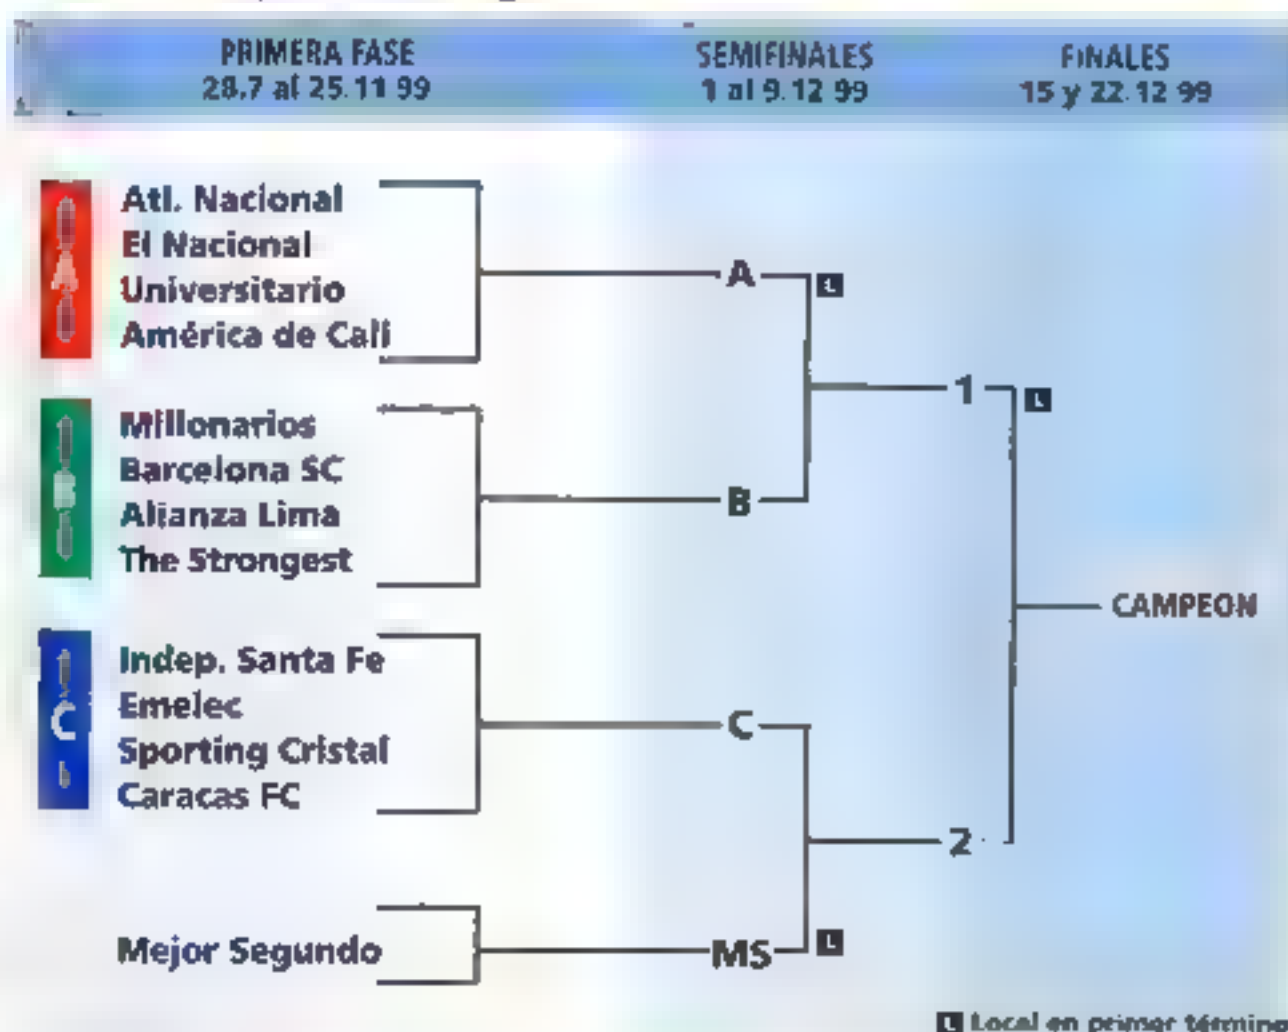 PRIMERA FASE
28.7 al 25.11 99
SEMIFINALES
1 al 9.12 99
FINALES
15 y 22.12 99
A
Atl. Nacional
El Nacional
Universitario
América de Cali
A
L
B
Millonarios
Barcelona SC
Alianza Lima
The Strongest
B
1
L
C
Indep. Santa Fe
Emelec
Sporting Cristal
Caracas FC
C
CAMPEON
2
Mejor Segundo
MS
L
L Local en primer término